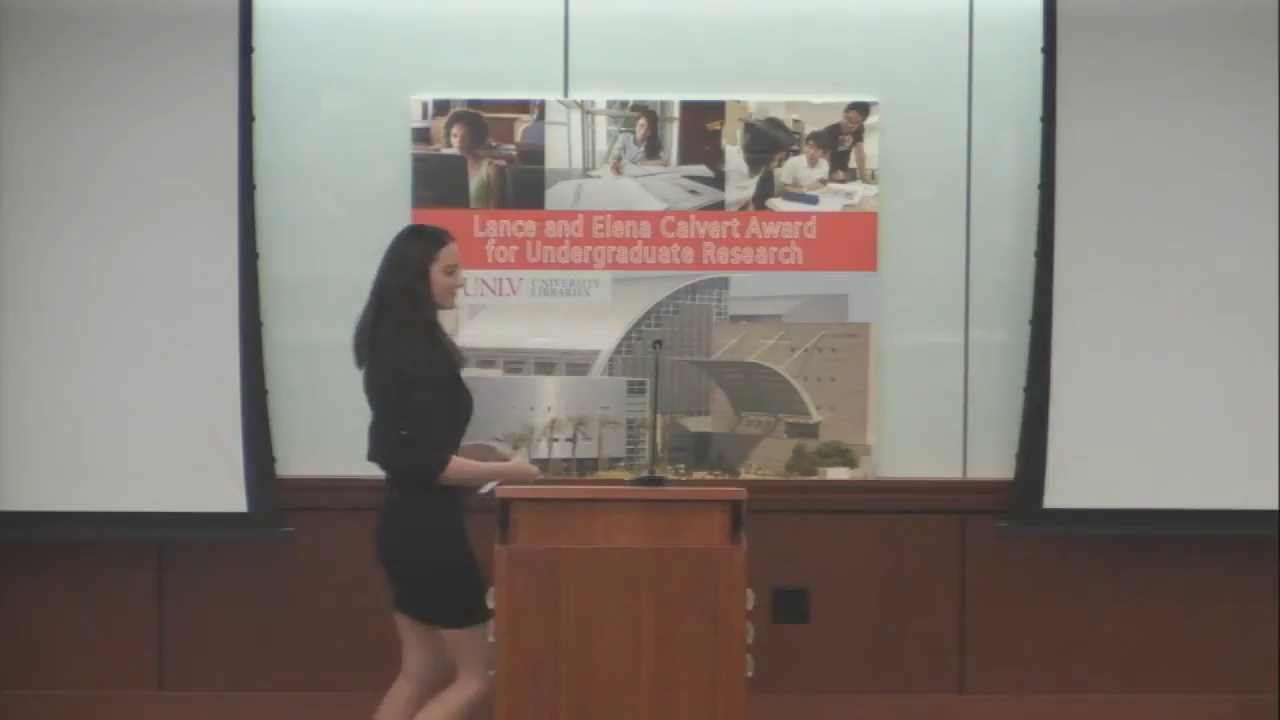 Lance and Elena Calvert Award
for Undergraduate Research
UNLV
UNIVERSITY
LIBRARIES